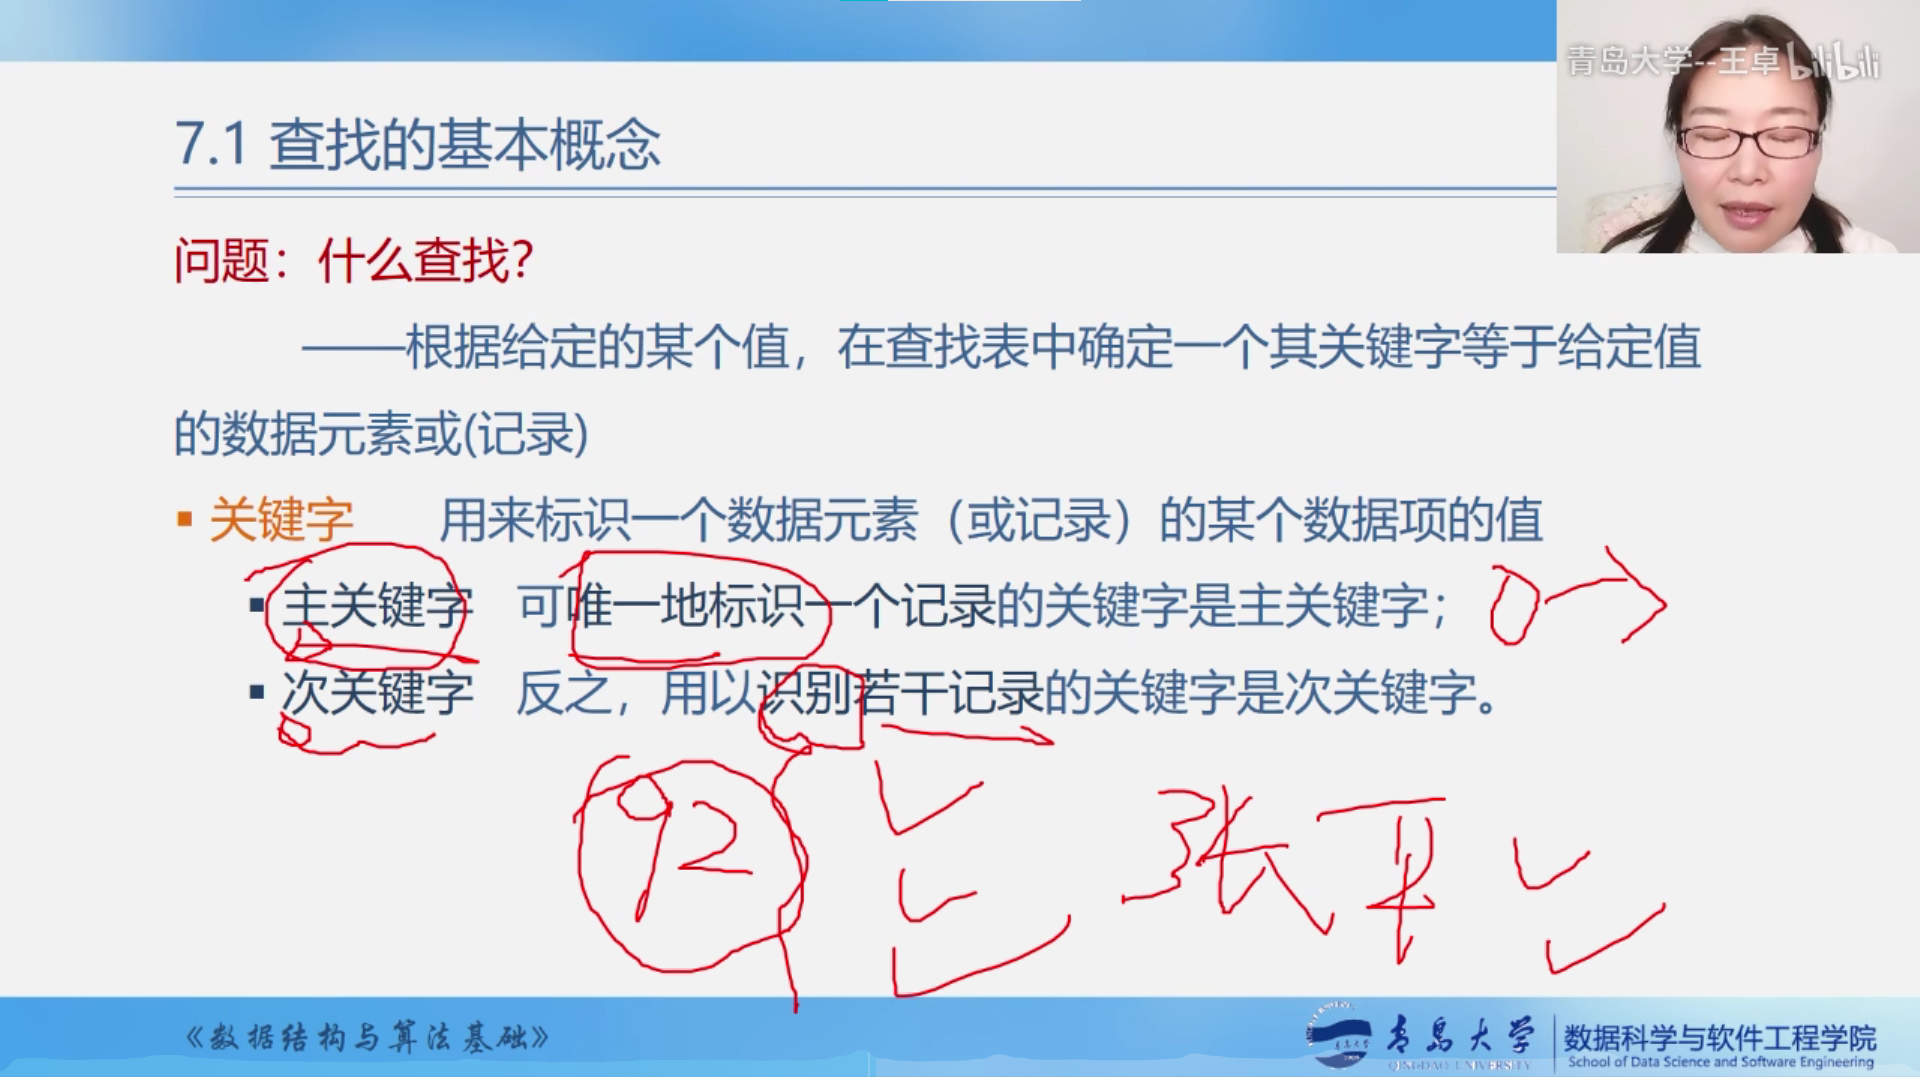 青岛大学--王卓 bilibili
7.1 查找的基本概念
问题：什么查找？
——根据给定的某个值，在查找表中确定一个其关键字等于给定值
的数据元素或(记录)
▪ 关键字 用来标识一个数据元素（或记录）的某个数据项的值
▪ 主关键字 可唯一地标识一个记录的关键字是主关键字；
▪ 次关键字 反之，用以识别若干记录的关键字是次关键字。
92 张平
《数据结构与算法基础》
青岛大学 数据科学与软件工程学院
QINGDAO UNIVERSITY School of Data Science and Software Engineering